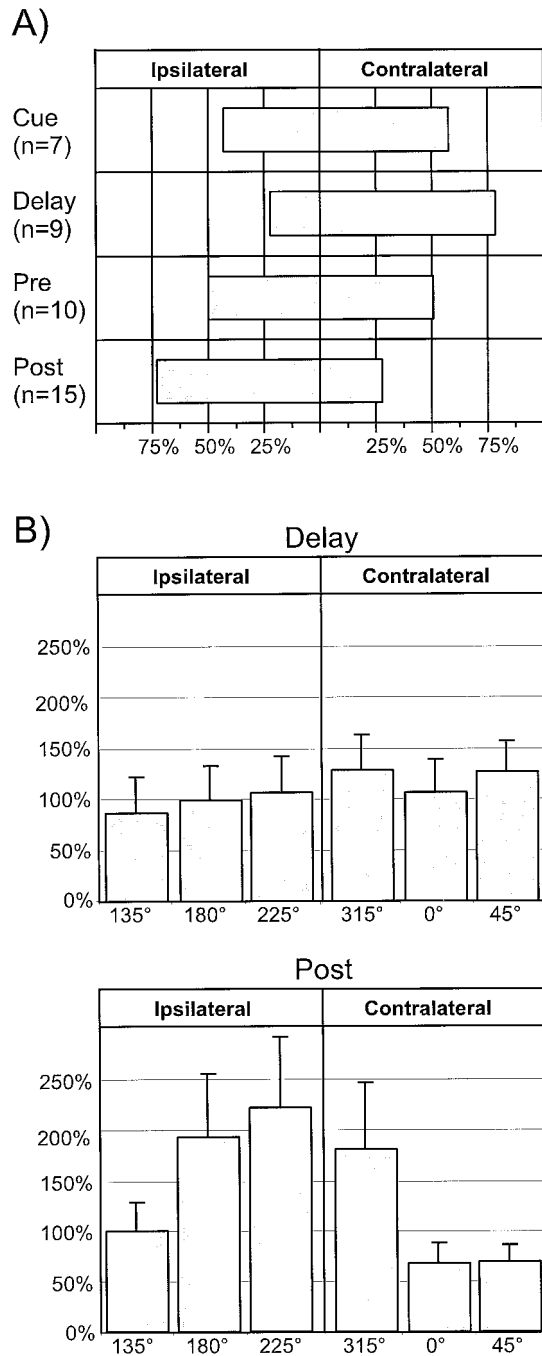 A)
Ipsilateral Contralateral
Cue
(n=7)
Delay
(n=9)
Pre
(n=10)
Post
(n=15)
75% 50% 25% 25% 50% 75%
B)
Delay
Ipsilateral Contralateral
250%
200%
150%
100%
50%
0%
135° 180° 225° 315° 0° 45°
Post
Ipsilateral Contralateral
250%
200%
150%
100%
50%
0%
135° 180° 225° 315° 0° 45°